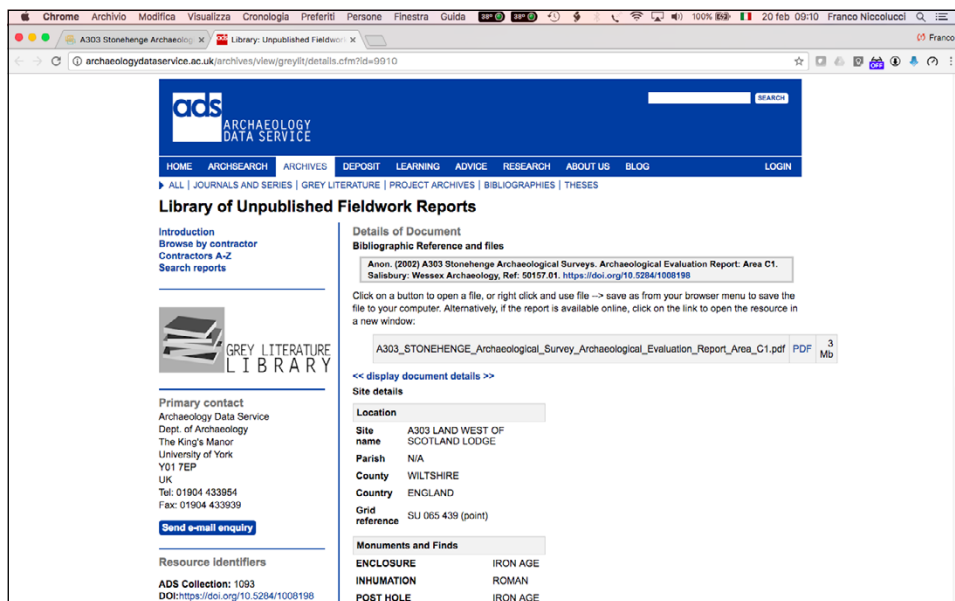 Chrome Archivio Modifica Visualizza Cronologia Preferiti Persone Finestra Guida 38° 38° 100% 20 feb 09:10 Franco Niccolucci
A303 Stonehenge Archaeolog × Library: Unpublished Fieldwor × Franco
archaeologydataservice.ac.uk/archives/view/greylit/details.cfm?id=9910
OFF
ads
ARCHAEOLOGY
DATA SERVICE
SEARCH
HOME ARCHSEARCH ARCHIVES DEPOSIT LEARNING ADVICE RESEARCH ABOUT US BLOG LOGIN
ALL | JOURNALS AND SERIES | GREY LITERATURE | PROJECT ARCHIVES | BIBLIOGRAPHIES | THESES
Library of Unpublished Fieldwork Reports
Introduction
Browse by contractor
Contractors A-Z
Search reports
GREY LITERATURE
LIBRARY
Primary contact
Archaeology Data Service
Dept. of Archaeology
The King's Manor
University of York
Y01 7EP
UK
Tel: 01904 433954
Fax: 01904 433939
Send e-mail enquiry
Resource identifiers
ADS Collection: 1093
DOI:https://doi.org/10.5284/1008198
Details of Document
Bibliographic Reference and files
Anon. (2002) A303 Stonehenge Archaeological Surveys. Archaeological Evaluation Report: Area C1.
Salisbury: Wessex Archaeology, Ref: 50157.01. https://doi.org/10.5284/1008198
Click on a button to open a file, or right click and use file --> save as from your browser menu to save the
file to your computer. Alternatively, if the report is available online, click on the link to open the resource in
a new window:
A303_STONEHENGE_Archaeological_Survey_Archaeological_Evaluation_Report_Area_C1.pdf PDF 3
Mb
<< display document details >>
Site details
Location
Site name A303 LAND WEST OF
SCOTLAND LODGE
Parish N/A
County WILTSHIRE
Country ENGLAND
Grid reference SU 065 439 (point)
Monuments and Finds
ENCLOSURE IRON AGE
INHUMATION ROMAN
POST HOLE IRON AGE